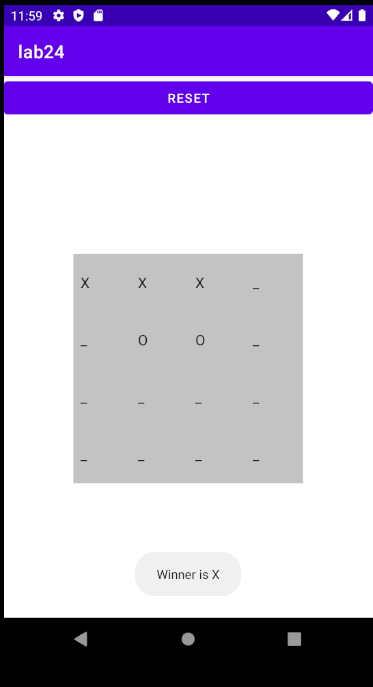 11:59
lab24
RESET
X X X _
_ O O _
_ _ _ _
_ _ _ _
Winner is X